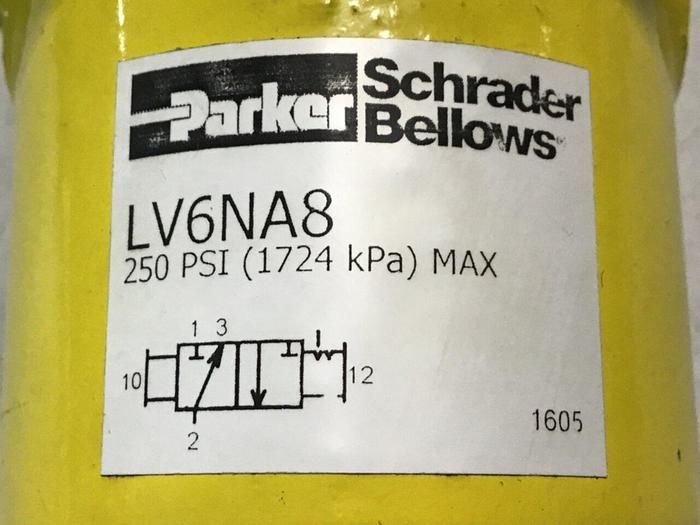 Parker Schrader
Bellows
LV6NA8
250 PSI (1724 kPa) MAX
1 3
10 12
2
1605